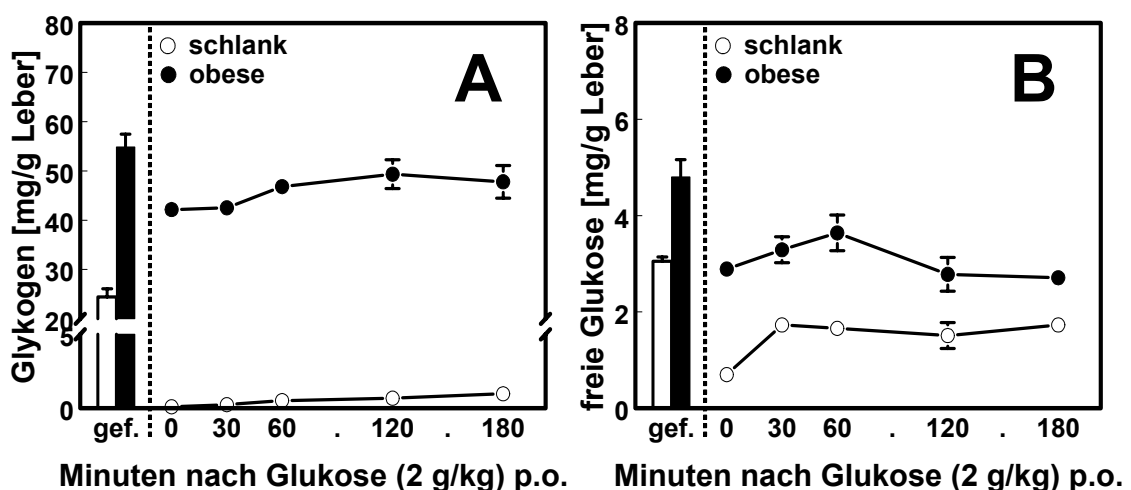 Glykogen [mg/g Leber]
80
70
60
50
40
30
20
5
0
schlank
obese
A
gef. 0 30 60 . 120 . 180
Minuten nach Glukose (2 g/kg) p.o.
freie Glukose [mg/g Leber]
8
6
4
2
0
schlank
obese
B
gef. 0 30 60 . 120 . 180
Minuten nach Glukose (2 g/kg) p.o.